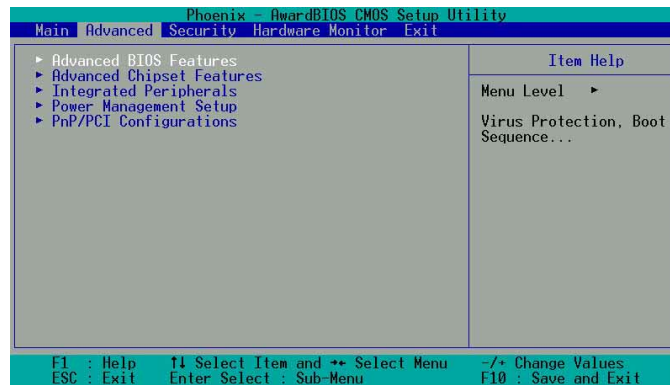 Phoenix - AwardBIOS CMOS Setup Utility
Main Advanced Security Hardware Monitor Exit
▸ Advanced BIOS Features
▸ Advanced Chipset Features
▸ Integrated Peripherals
▸ Power Management Setup
▸ PnP/PCI Configurations
Item Help
Menu Level ▸
Virus Protection, Boot
Sequence...
F1 : Help ↑↓ Select Item and →← Select Menu -/+ Change Values
ESC : Exit Enter Select : Sub-Menu F10 : Save and Exit